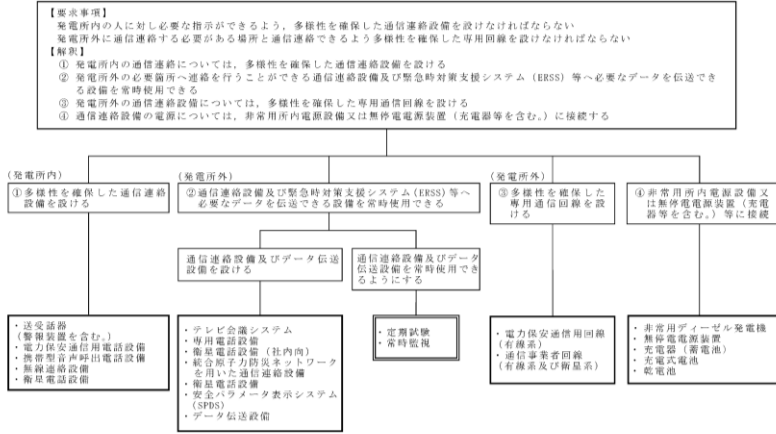 【要求事項】
発電所内の人に対し必要な指示ができるよう，多様性を確保した通信連絡設備を設けなければならない
発電所外に通信連絡する必要がある場所と通信連絡できるよう多様性を確保した専用回線を設けなければならない
【解釈】
① 発電所内の通信連絡については，多様性を確保した通信連絡設備を設ける
② 発電所外の必要箇所へ連絡を行うことができる通信連絡設備及び緊急時対策支援システム（ERSS）等へ必要なデータを伝送でき
る設備を常時使用できる
③ 発電所外の通信連絡設備については，多様性を確保した専用通信回線を設ける
④ 通信連絡設備の電源については，非常用所内電源設備又は無停電電源装置（充電器等を含む。）に接続する
(発電所内)
①多様性を確保した通信連絡
設備を設ける
(発電所外)
②通信連絡設備及び緊急時対策支援システム(ERSS)等へ
必要なデータを伝送できる設備を常時使用できる
(発電所外)
③多様性を確保した
専用通信回線を設
ける
④非常用所内電源設備又
は無停電電源装置（充電
器等を含む。）等に接続
通信連絡設備及びデータ伝送
設備を設ける
通信連絡設備及びデータ
伝送設備を常時使用でき
るようにする
・送受話器
（警報装置を含む。）
・電力保安通信用電話設備
・携帯型音声呼出電話設備
・無線連絡設備
・衛星電話設備
・テレビ会議システム
・専用電話設備
・衛星電話設備（社内向）
・統合原子力防災ネットワーク
を用いた通信連絡設備
・衛星電話設備
・安全パラメータ表示システム
(SPDS)
・データ伝送設備
・定期試験
・常時監視
・電力保安通信用回線
（有線系）
・通信事業者回線
（有線系及び衛星系）
・非常用ディーゼル発電機
・無停電電源装置
・充電器（蓄電池）
・充電式電池
・乾電池